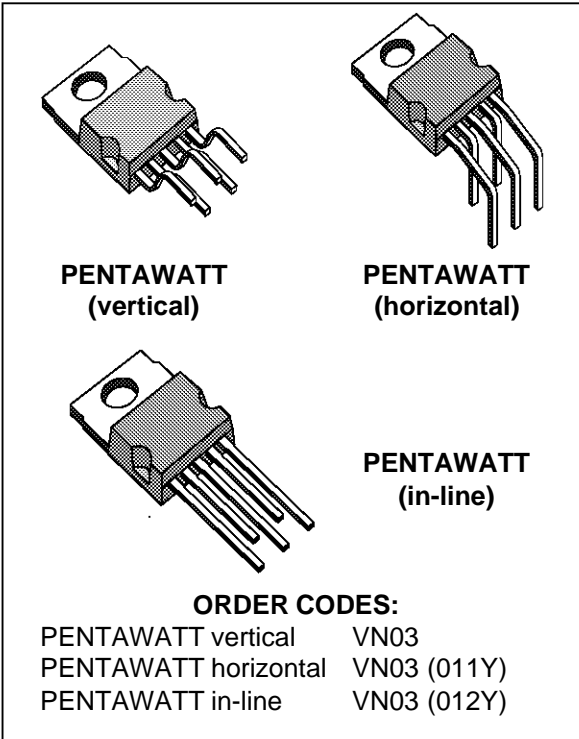 PENTAWATT
(vertical)
PENTAWATT
(horizontal)
PENTAWATT
(in-line)
ORDER CODES:
PENTAWATT vertical VN03
PENTAWATT horizontal VN03 (011Y)
PENTAWATT in-line VN03 (012Y)